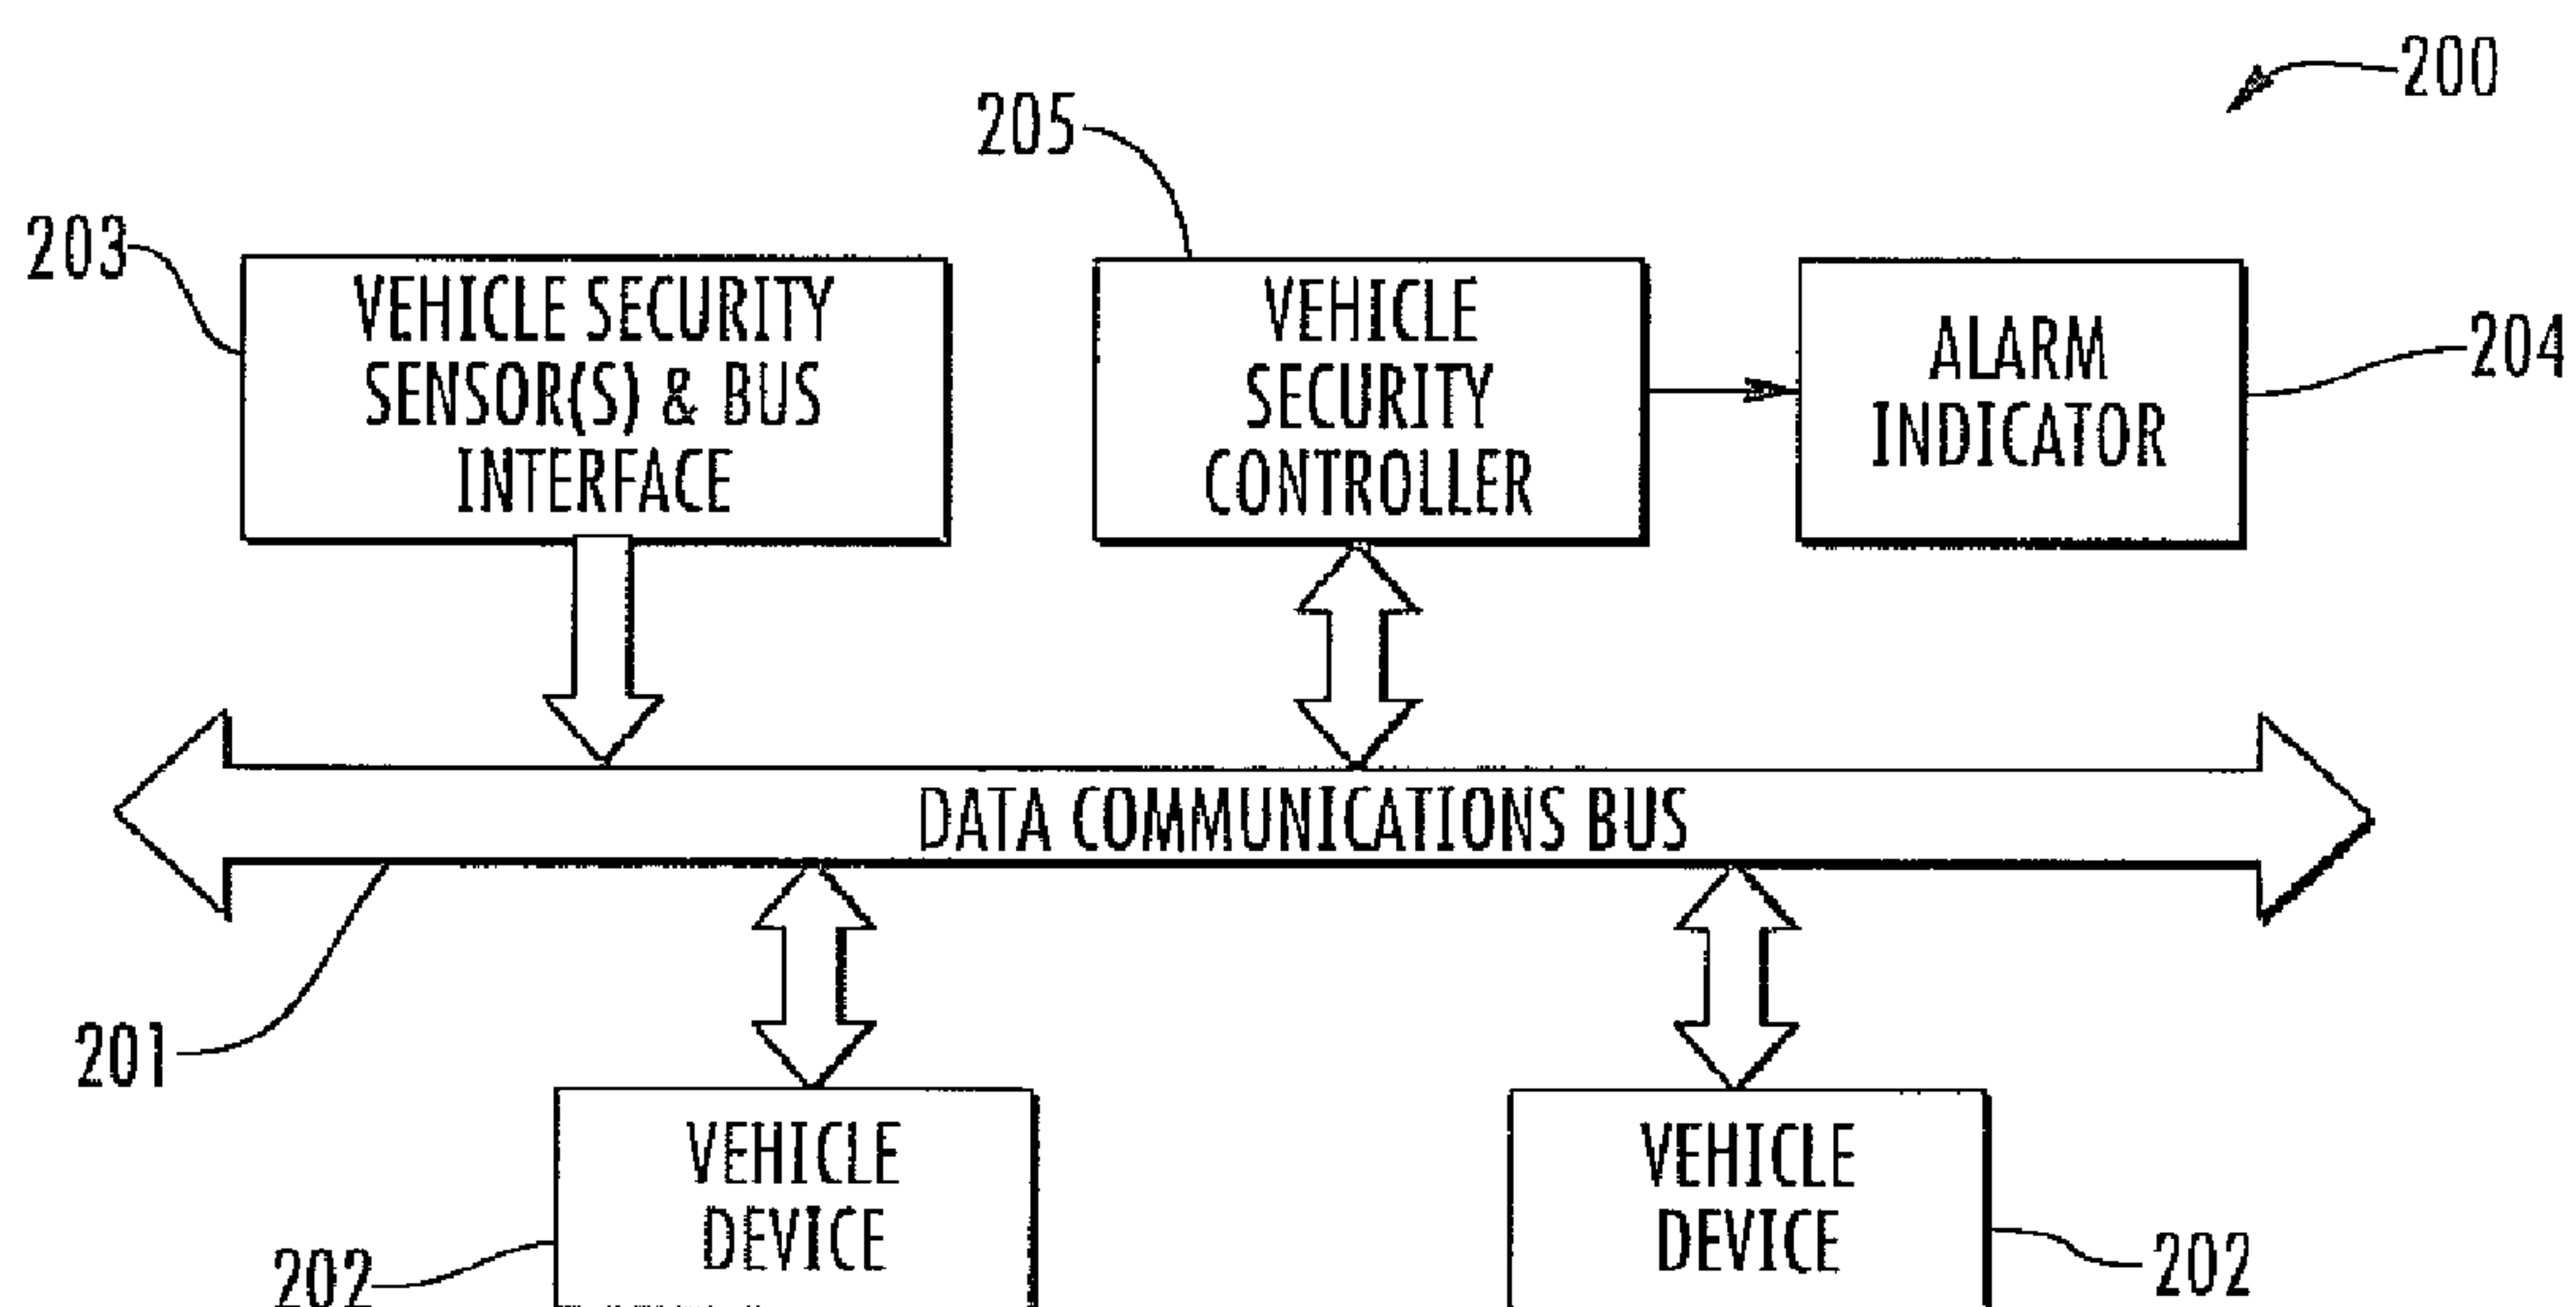 200
205
203
VEHICLE SECURITY
SENSOR(S) & BUS
INTERFACE
VEHICLE
SECURITY
CONTROLLER
ALARM
INDICATOR
204
DATA COMMUNICATIONS BUS
201
VEHICLE
DEVICE
202
VEHICLE
DEVICE
202